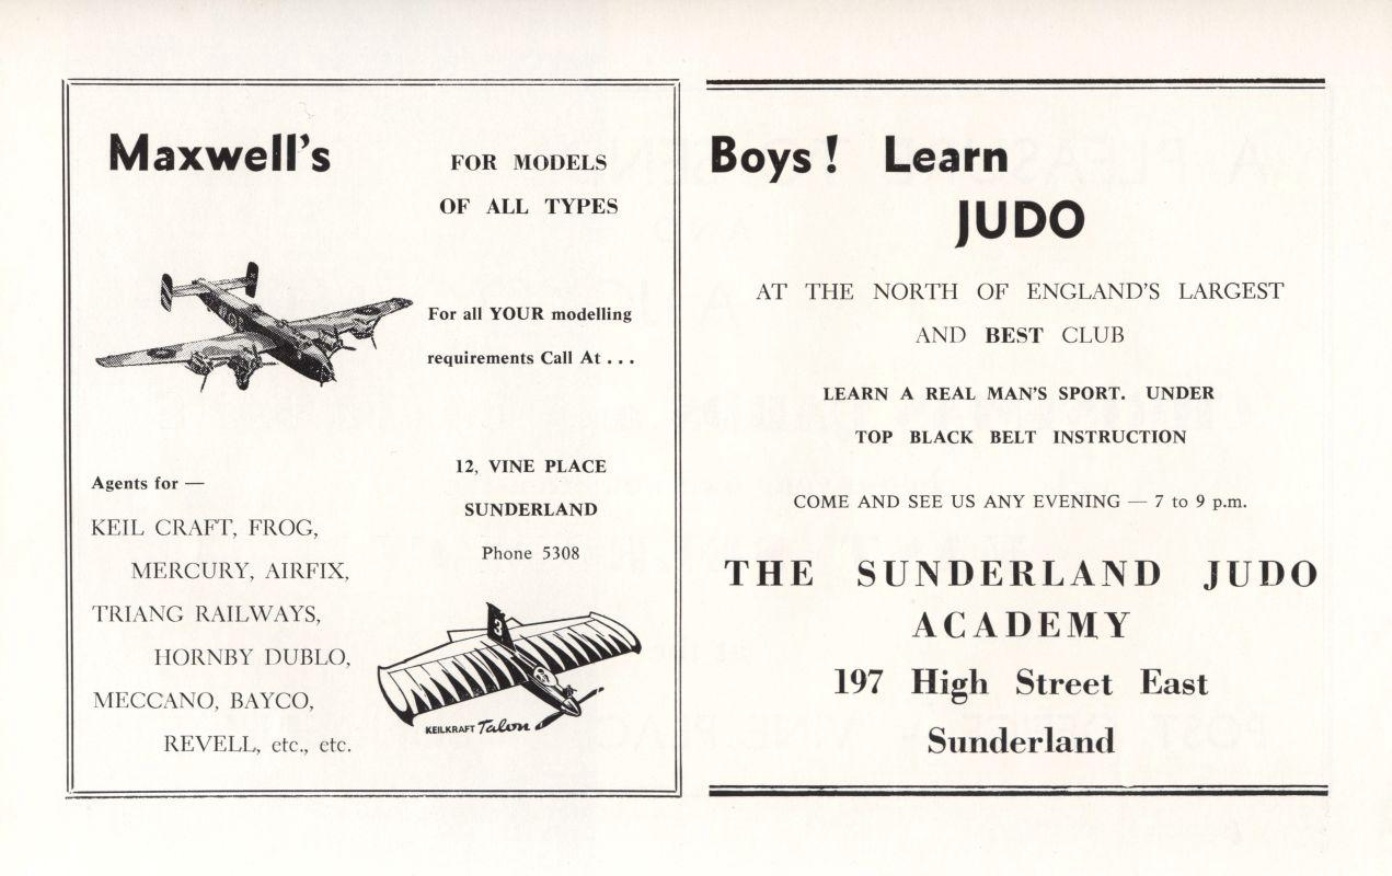 Maxwell's
FOR MODELS
OF ALL TYPES
For all YOUR modelling
requirements Call At . . .
12, VINE PLACE
SUNDERLAND
Phone 5308
Agents for —
KEIL CRAFT, FROG,
MERCURY, AIRFIX,
TRIANG RAILWAYS,
HORNBY DUBLO,
MECCANO, BAYCO,
REVELL, etc., etc.
3
KEILKRAFT Talon
Boys ! Learn
JUDO
AT THE NORTH OF ENGLAND'S LARGEST
AND BEST CLUB
LEARN A REAL MAN'S SPORT. UNDER
TOP BLACK BELT INSTRUCTION
COME AND SEE US ANY EVENING — 7 to 9 p.m.
THE SUNDERLAND JUDO
ACADEMY
197 High Street East
Sunderland